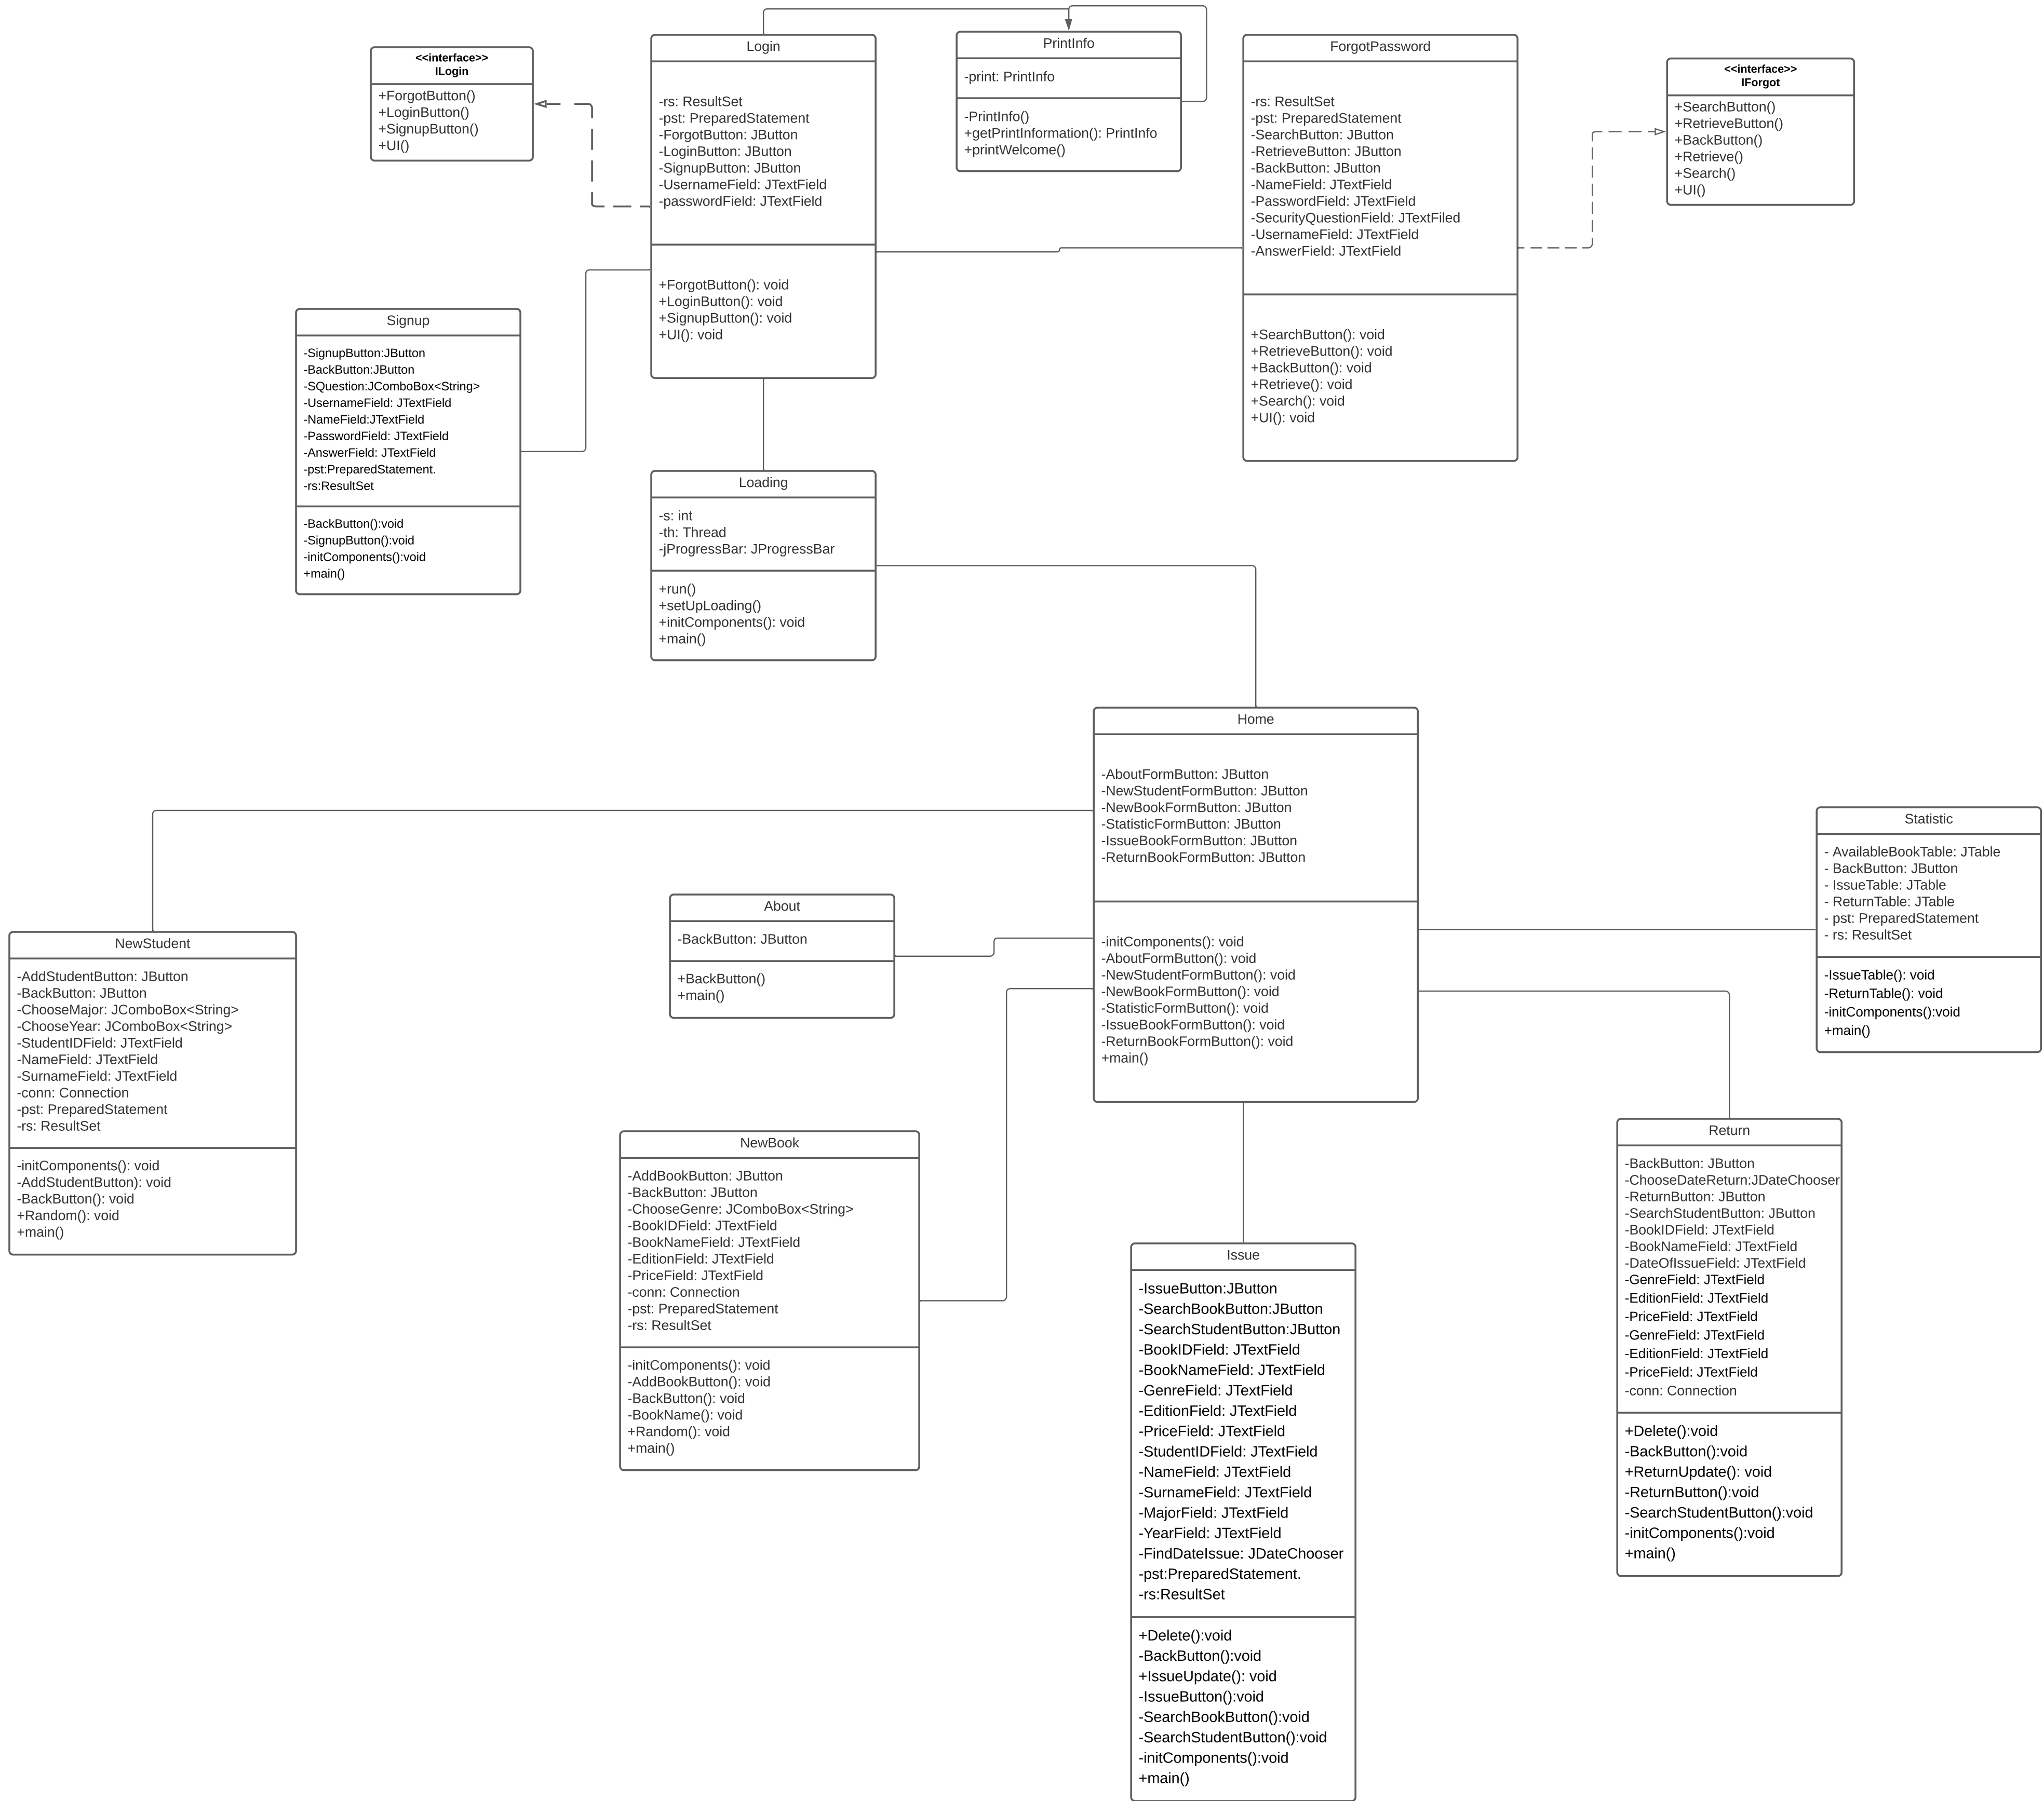 <<interface>>
ILogin
+ForgotButton()
+LoginButton()
+SignupButton()
+UI()
Login
-rs: ResultSet
-pst: PreparedStatement
-ForgotButton: JButton
-LoginButton: JButton
-SignupButton: JButton
-UsernameField: JTextField
-passwordField: JTextField
+ForgotButton(): void
+LoginButton(): void
+SignupButton(): void
+UI(): void
PrintInfo
-print: PrintInfo
-PrintInfo()
+getPrintInformation(): PrintInfo
+printWelcome()
ForgotPassword
-rs: ResultSet
-pst: PreparedStatement
-SearchButton: JButton
-RetrieveButton: JButton
-BackButton: JButton
-NameField: JTextField
-PasswordField: JTextField
-SecurityQuestionField: JTextFiled
-UsernameField: JTextField
-AnswerField: JTextField
+SearchButton(): void
+RetrieveButton(): void
+BackButton(): void
+Retrieve(): void
+Search(): void
+UI(): void
<<interface>>
IForgot
+SearchButton()
+RetrieveButton()
+BackButton()
+Retrieve()
+Search()
+UI()
Signup
-SignupButton:JButton
-BackButton:JButton
-SQuestion:JComboBox<String>
-UsernameField: JTextField
-NameField:JTextField
-PasswordField: JTextField
-AnswerField: JTextField
-pst:PreparedStatement.
-rs:ResultSet
-BackButton():void
-SignupButton():void
-initComponents():void
+main()
Loading
-s: int
-th: Thread
-jProgressBar: JProgressBar
+run()
+setUpLoading()
+initComponents(): void
+main()
Home
-AboutFormButton: JButton
-NewStudentFormButton: JButton
-NewBookFormButton: JButton
-StatisticFormButton: JButton
-IssueBookFormButton: JButton
-ReturnBookFormButton: JButton
-initComponents(): void
-AboutFormButton(): void
-NewStudentFormButton(): void
-NewBookFormButton(): void
-StatisticFormButton(): void
-IssueBookFormButton(): void
-ReturnBookFormButton(): void
+main()
Statistic
- AvailableBookTable: JTable
- BackButton: JButton
- IssueTable: JTable
- ReturnTable: JTable
- pst: PreparedStatement
- rs: ResultSet
-IssueTable(): void
-ReturnTable(): void
-initComponents():void
+main()
About
-BackButton: JButton
+BackButton()
+main()
NewStudent
-AddStudentButton: JButton
-BackButton: JButton
-ChooseMajor: JComboBox<String>
-ChooseYear: JComboBox<String>
-StudentIDField: JTextField
-NameField: JTextField
-SurnameField: JTextField
-conn: Connection
-pst: PreparedStatement
-rs: ResultSet
-initComponents(): void
-AddStudentButton): void
-BackButton(): void
+Random(): void
+main()
NewBook
-AddBookButton: JButton
-BackButton: JButton
-ChooseGenre: JComboBox<String>
-BookIDField: JTextField
-BookNameField: JTextField
-EditionField: JTextField
-PriceField: JTextField
-conn: Connection
-pst: PreparedStatement
-rs: ResultSet
-initComponents(): void
-AddBookButton(): void
-BackButton(): void
-BookName(): void
+Random(): void
+main()
Return
-BackButton: JButton
-ChooseDateReturn:JDateChooser
-ReturnButton: JButton
-SearchStudentButton: JButton
-BookIDField: JTextField
-BookNameField: JTextField
-DateOfIssueField: JTextField
-GenreField: JTextField
-EditionField: JTextField
-PriceField: JTextField
-GenreField: JTextField
-EditionField: JTextField
-PriceField: JTextField
-conn: Connection
+Delete():void
-BackButton():void
+ReturnUpdate(): void
-ReturnButton():void
-SearchStudentButton():void
-initComponents():void
+main()
Issue
-IssueButton:JButton
-SearchBookButton:JButton
-SearchStudentButton:JButton
-BookIDField: JTextField
-BookNameField: JTextField
-GenreField: JTextField
-EditionField: JTextField
-PriceField: JTextField
-StudentIDField: JTextField
-NameField: JTextField
-SurnameField: JTextField
-MajorField: JTextField
-YearField: JTextField
-FindDateIssue: JDateChooser
-pst:PreparedStatement.
-rs:ResultSet
+Delete():void
-BackButton():void
+IssueUpdate(): void
-IssueButton():void
-SearchBookButton():void
-SearchStudentButton():void
-initComponents():void
+main()